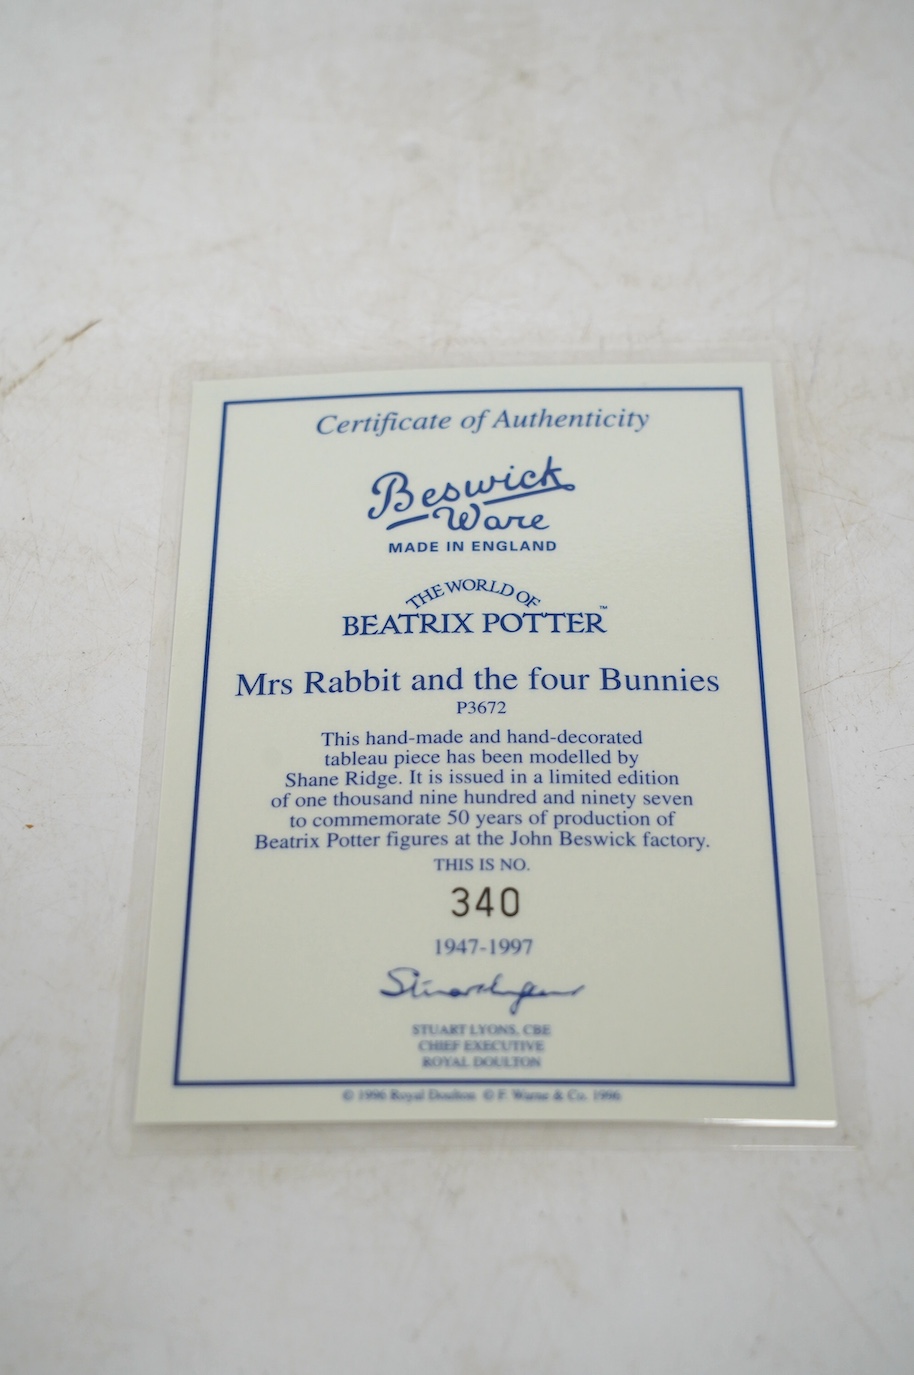 Certificate of Authenticity
Beswick
Ware
MADE IN ENGLAND
THE WORLD OF
BEATRIX POTTER™
Mrs Rabbit and the four Bunnies
P3672
This hand-made and hand-decorated
tableau piece has been modelled by
Shane Ridge. It is issued in a limited edition
of one thousand nine hundred and ninety seven
to commemorate 50 years of production of
Beatrix Potter figures at the John Beswick factory.
THIS IS NO.
340
1947-1997
Stuart Lyons
STUART LYONS, CBE
CHIEF EXECUTIVE
ROYAL DOULTON
© 1996 Royal Doulton © F. Warne & Co. 1996